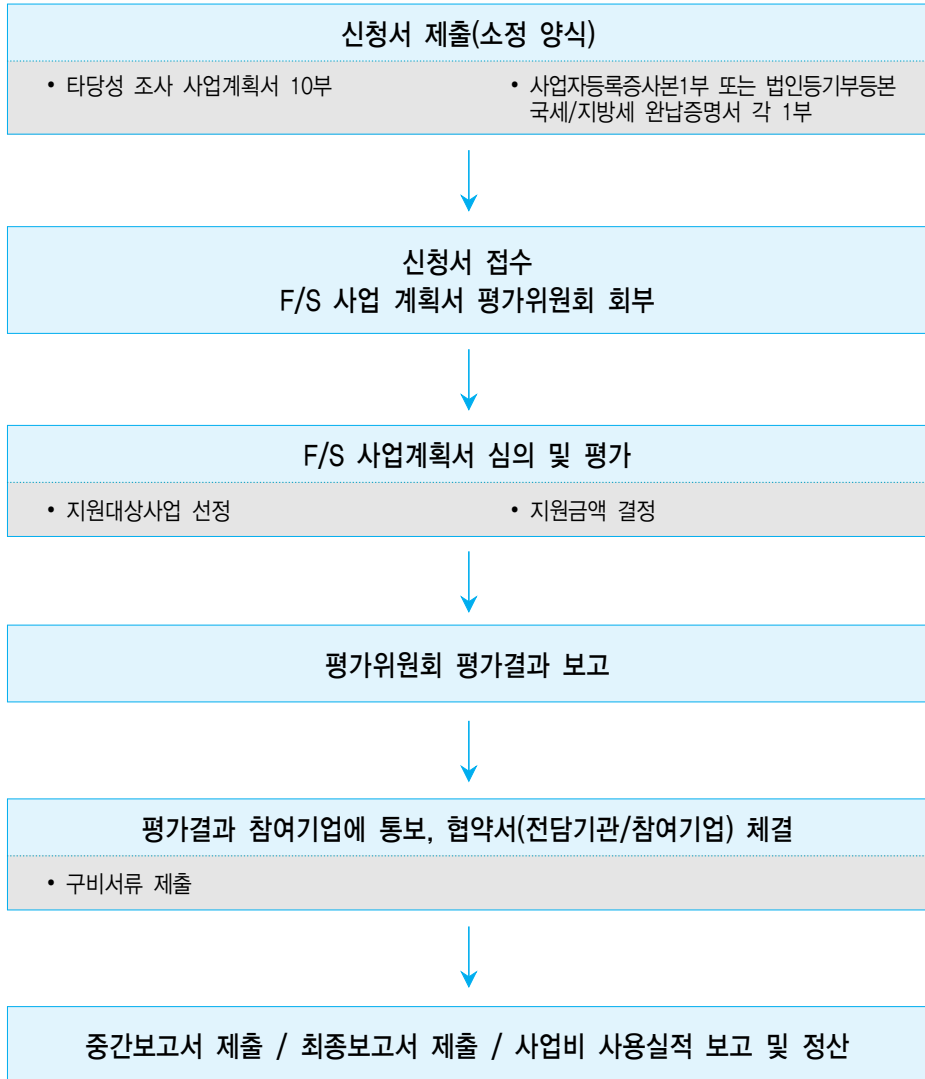 신청서 제출(소정 양식)
• 타당성 조사 사업계획서 10부
• 사업자등록증사본1부 또는 법인등기부등본
국세/지방세 완납증명서 각 1부
신청서 접수
F/S 사업 계획서 평가위원회 회부
F/S 사업계획서 심의 및 평가
• 지원대상사업 선정
• 지원금액 결정
평가위원회 평가결과 보고
평가결과 참여기업에 통보, 협약서(전담기관/참여기업) 체결
• 구비서류 제출
중간보고서 제출 / 최종보고서 제출 / 사업비 사용실적 보고 및 정산